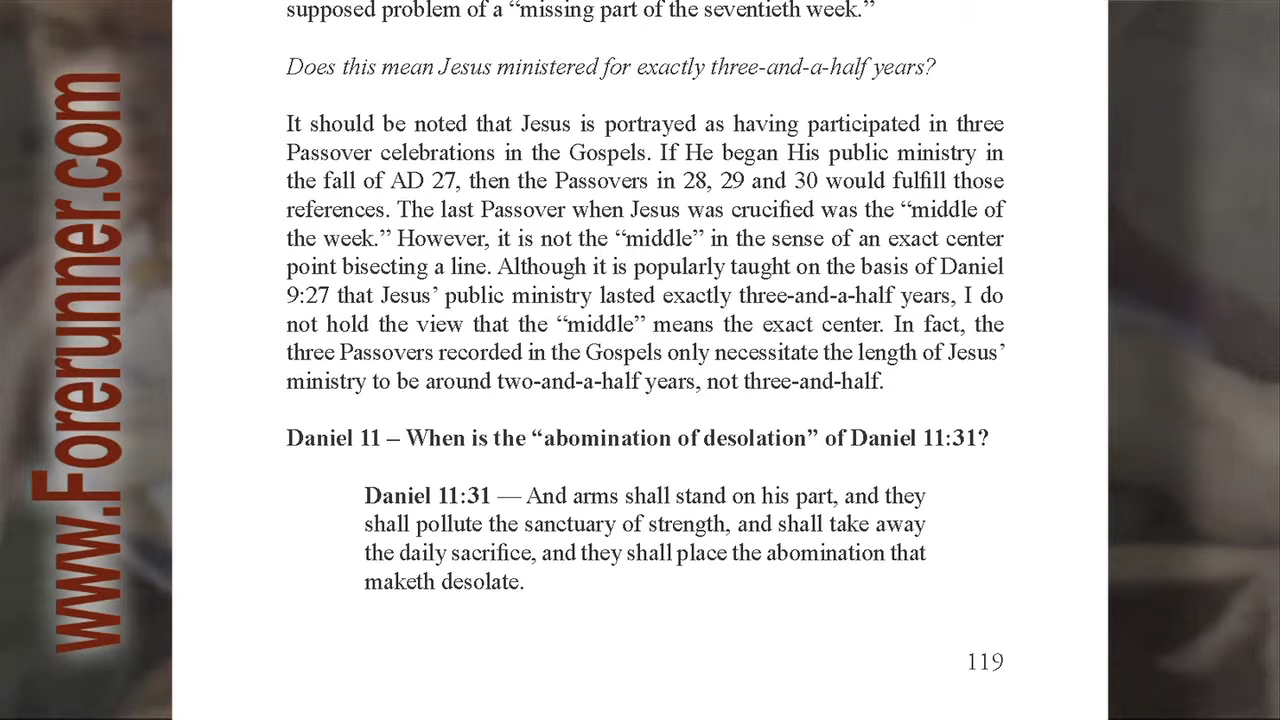 www.Forerunner.com
supposed problem of a “missing part of the seventieth week.”
Does this mean Jesus ministered for exactly three-and-a-half years?
It should be noted that Jesus is portrayed as having participated in three
Passover celebrations in the Gospels. If He began His public ministry in
the fall of AD 27, then the Passovers in 28, 29 and 30 would fulfill those
references. The last Passover when Jesus was crucified was the “middle of
the week.” However, it is not the “middle” in the sense of an exact center
point bisecting a line. Although it is popularly taught on the basis of Daniel
9:27 that Jesus’ public ministry lasted exactly three-and-a-half years, I do
not hold the view that the “middle” means the exact center. In fact, the
three Passovers recorded in the Gospels only necessitate the length of Jesus’
ministry to be around two-and-a-half years, not three-and-half.
Daniel 11 – When is the “abomination of desolation” of Daniel 11:31?
Daniel 11:31 — And arms shall stand on his part, and they
shall pollute the sanctuary of strength, and shall take away
the daily sacrifice, and they shall place the abomination that
maketh desolate.
119